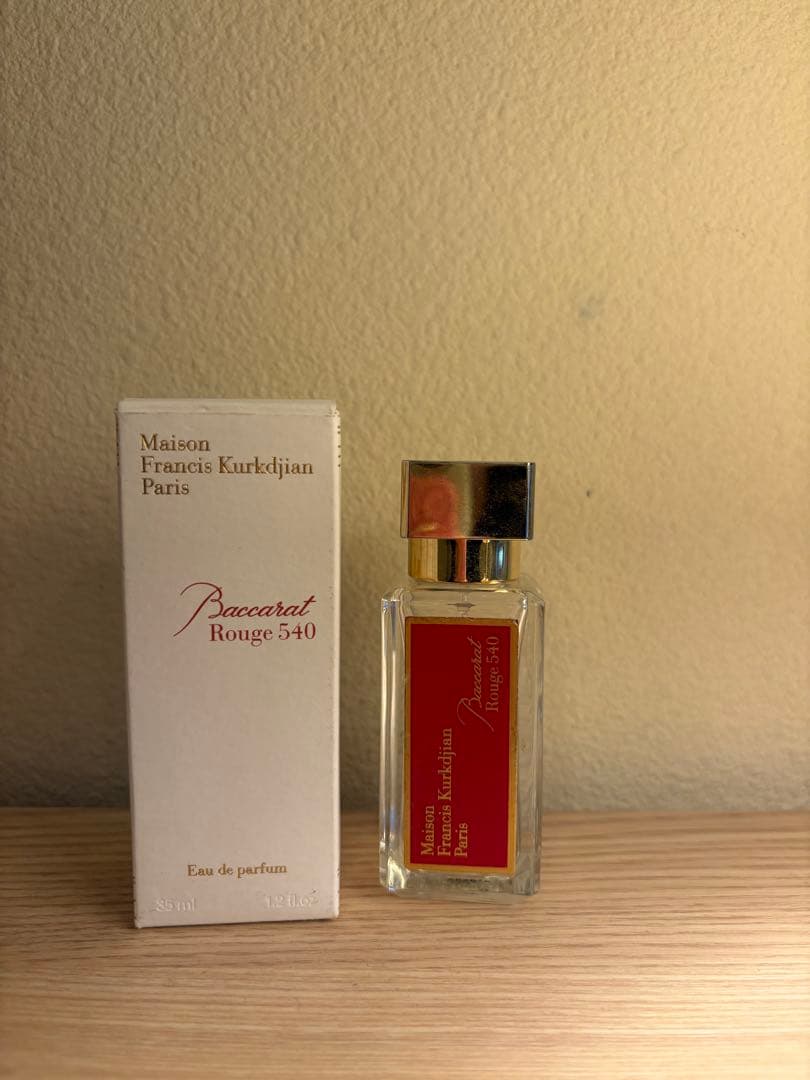 Maison
Francis Kurkdjian
Paris
Baccarat
Rouge 540
Eau de parfum
35 ml 1.2 fl.oz
Maison
Francis Kurkdjian
Paris
Baccarat
Rouge 540